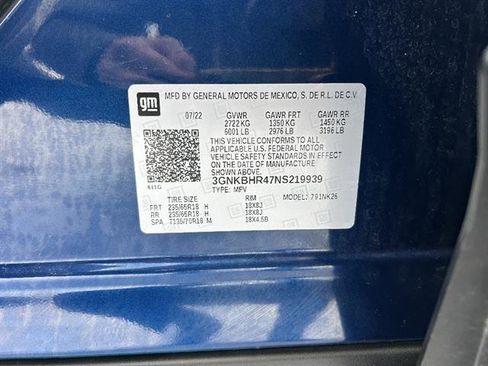 gm
MFD BY GENERAL MOTORS DE MEXICO, S. DE R.L. DE C.V.
07/22 GVWR GAWR FRT GAWR RR
2722 KG 1350 KG 1450 KG
6001 LB 2976 LB 3196 LB
THIS VEHICLE CONFORMS TO ALL
APPLICABLE U.S. FEDERAL MOTOR
VEHICLE SAFETY STANDARDS IN EFFECT
ON THE DATE OF MANUFACTURE
SHOWN ABOVE
3GNKBHR47NS219939
TYPE: MPV
TIRE SIZE RIM MODEL: 791NK26
FRT 235/65R18 H 18X8J
RR 235/65R18 H 18X8J
SPA T135/70R18 M 18X4.5B